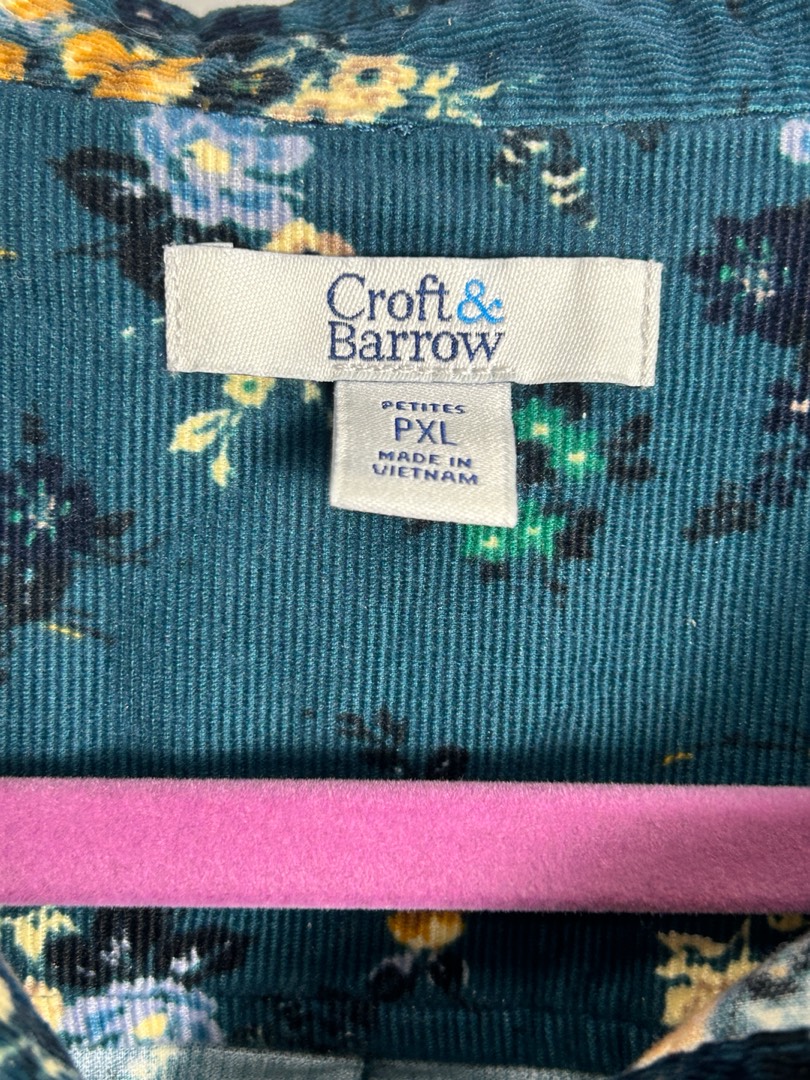 Croft&
Barrow
PETITES
PXL
MADE IN
VIETNAM